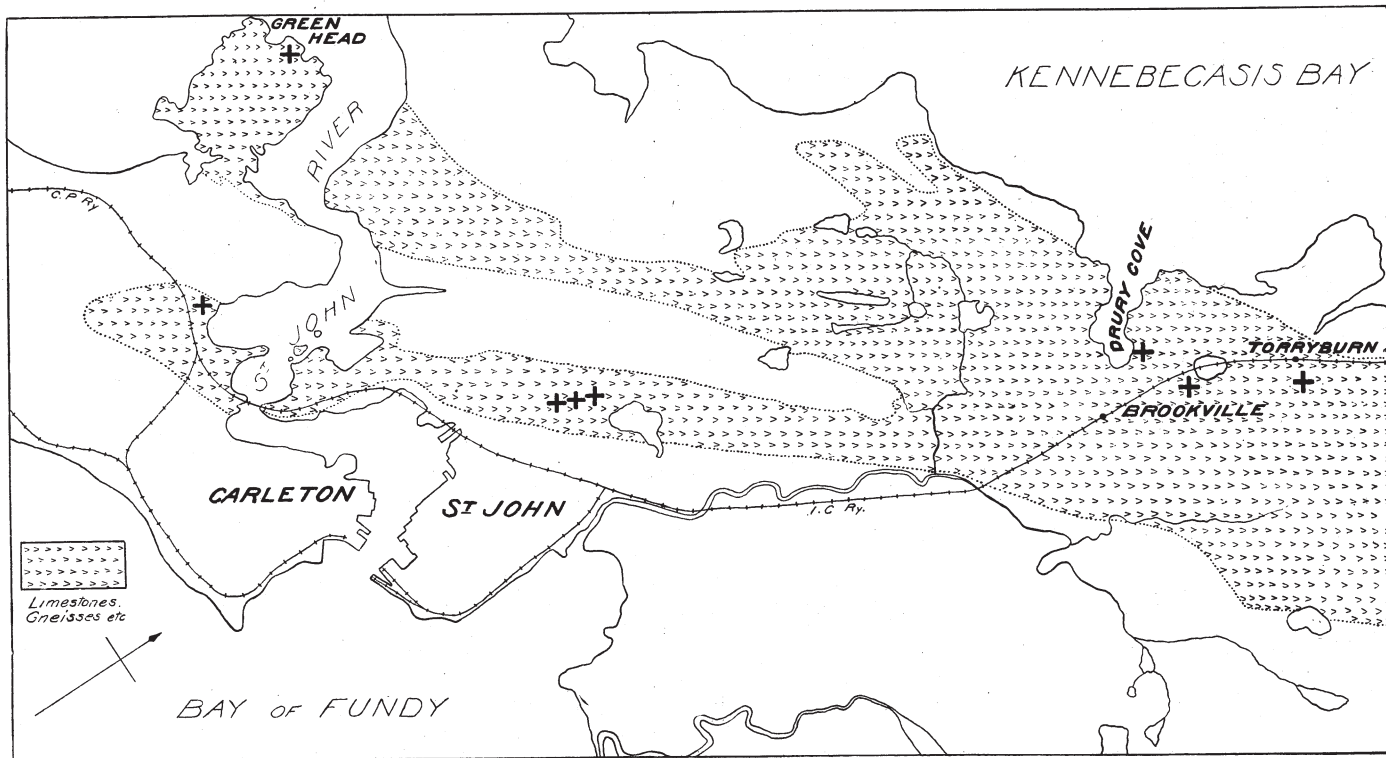 GREEN
HEAD
KENNEBECASIS BAY
RIVER
C.P Ry
ST JOHN
DRURY COVE
TORRYBURN
BROOKVILLE
CARLETON
ST JOHN
I.C Ry.
Limestones.
Gneisses etc
BAY OF FUNDY